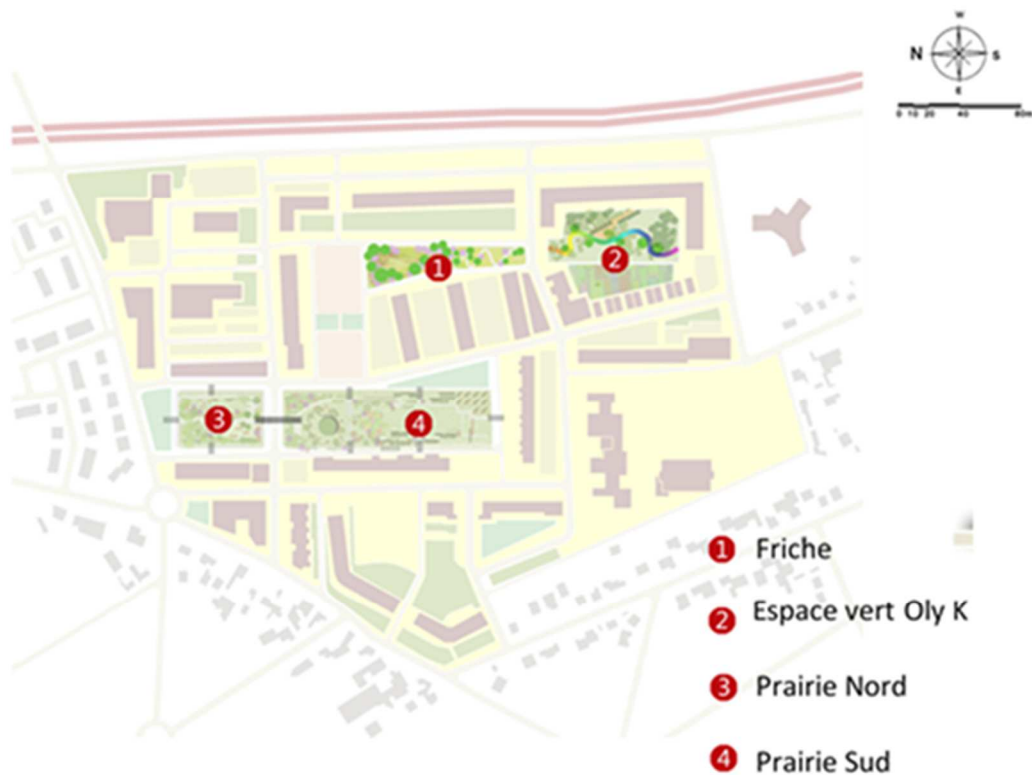 W
N S
E
0 10 20 40 80m
1
2
3
4
1 Friche
2 Espace vert Oly K
3 Prairie Nord
4 Prairie Sud